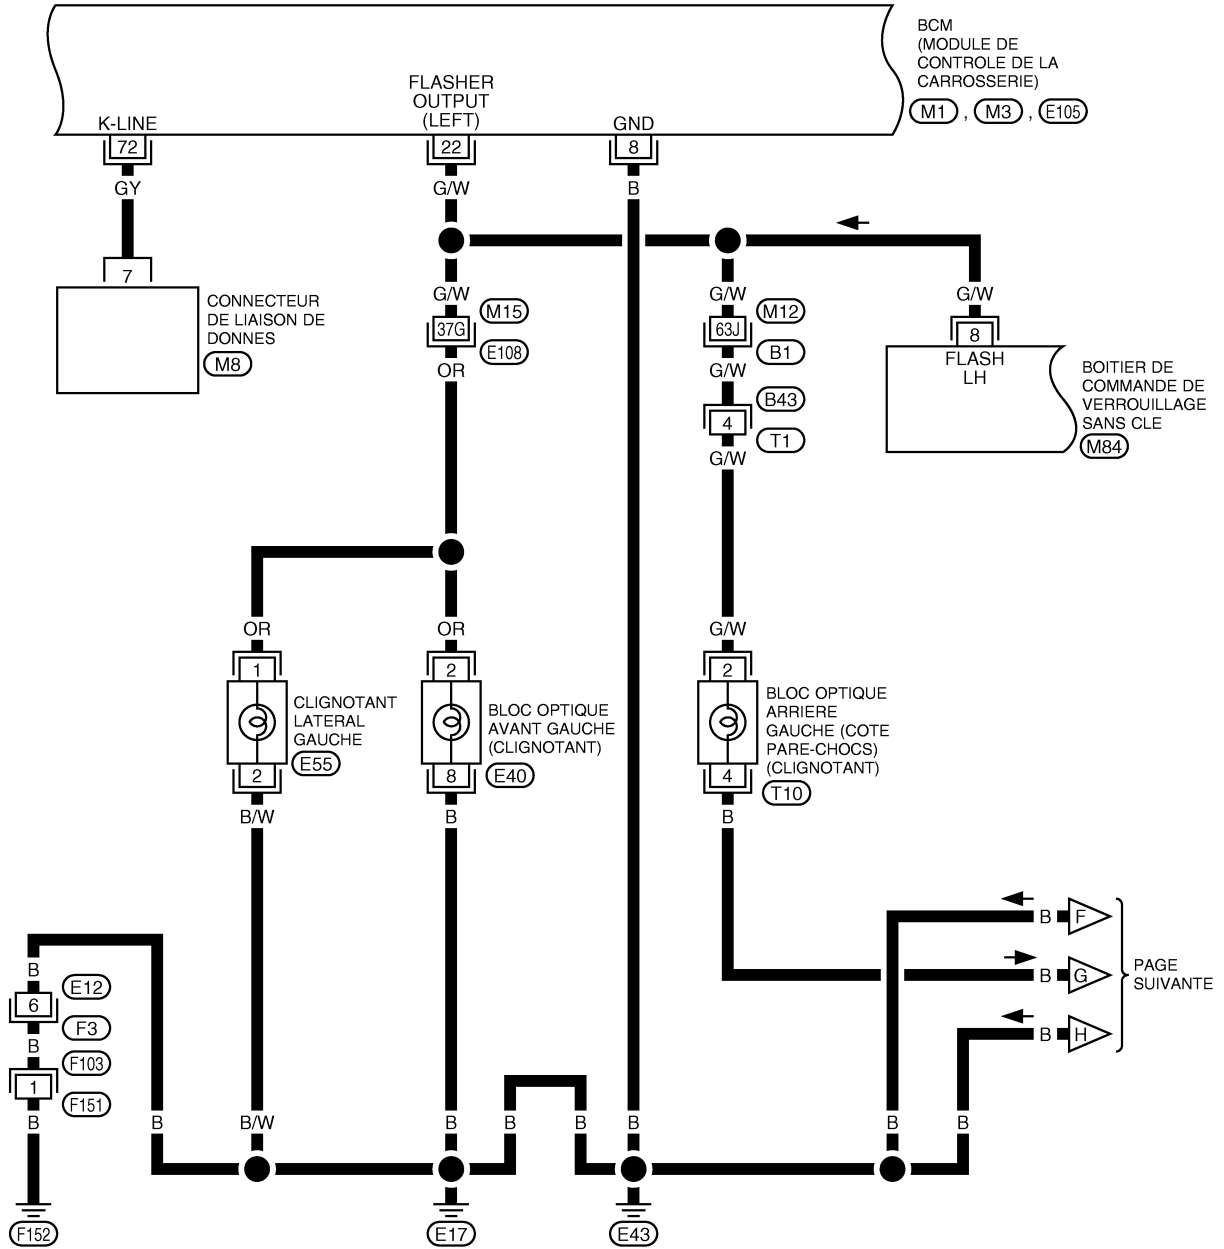 BCM
(MODULE DE
CONTROLE DE LA
CARROSSERIE)
M1 , M3 , E105
FLASHER
OUTPUT
(LEFT)
K-LINE
GND
72
22
8
GY
G/W
B
7
CONNECTEUR
DE LIAISON DE
DONNES
M8
G/W
G/W
G/W
37G
M15
E108
63J
M12
B1
8
FLASH
LH
OR
G/W
BOITIER DE
COMMANDE DE
VERROUILLAGE
SANS CLE
M84
4
B43
T1
G/W
OR
OR
G/W
1
2
2
CLIGNOTANT
LATERAL
GAUCHE
E55
BLOC OPTIQUE
AVANT GAUCHE
(CLIGNOTANT)
E40
BLOC OPTIQUE
ARRIERE
GAUCHE (COTE
PARE-CHOCS)
(CLIGNOTANT)
T10
2
8
4
B/W
B
B
B
F
B
G
B
H
PAGE
SUIVANTE
B
6
E12
F3
B
1
F103
F151
B
B
B/W
B
B
B
B
B
B
F152
E17
E43